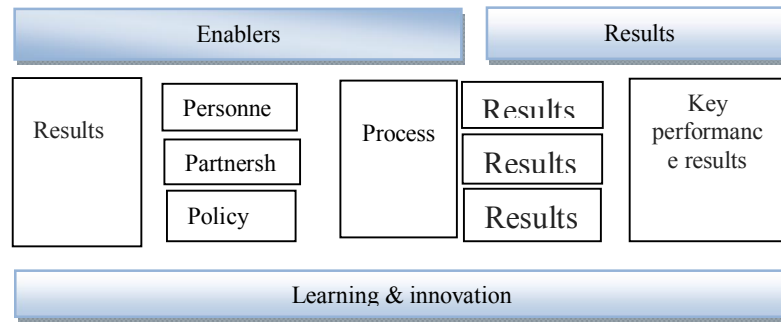 Enablers
Results
Results
Personne
Partnersh
Policy
Process
Results
Results
Results
Key
performanc
e results
Learning & innovation